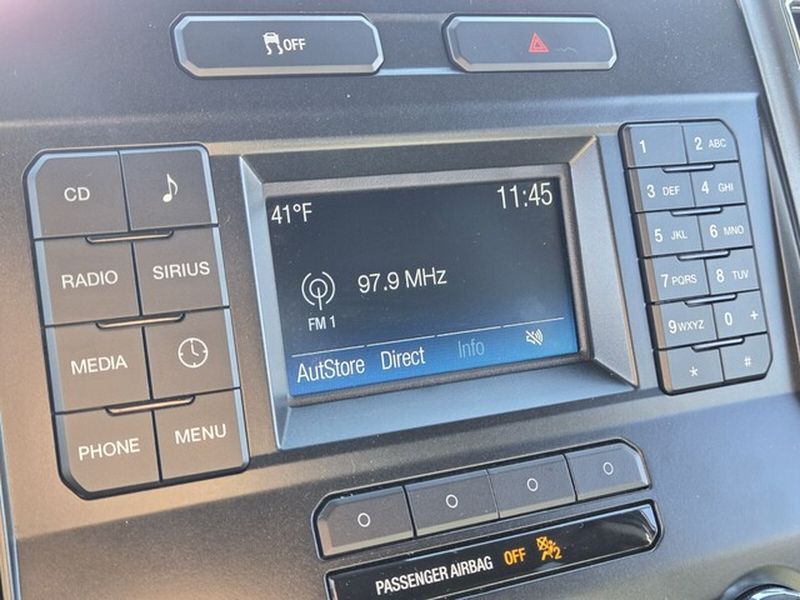 OFF
CD
RADIO SIRIUS
MEDIA
PHONE MENU
41°F 11:45
97.9 MHz
FM 1
AutStore Direct Info
1 2 ABC
3 DEF 4 GHI
5 JKL 6 MNO
7 PQRS 8 TUV
9 WXYZ 0 +
* #
PASSENGER AIRBAG OFF 2